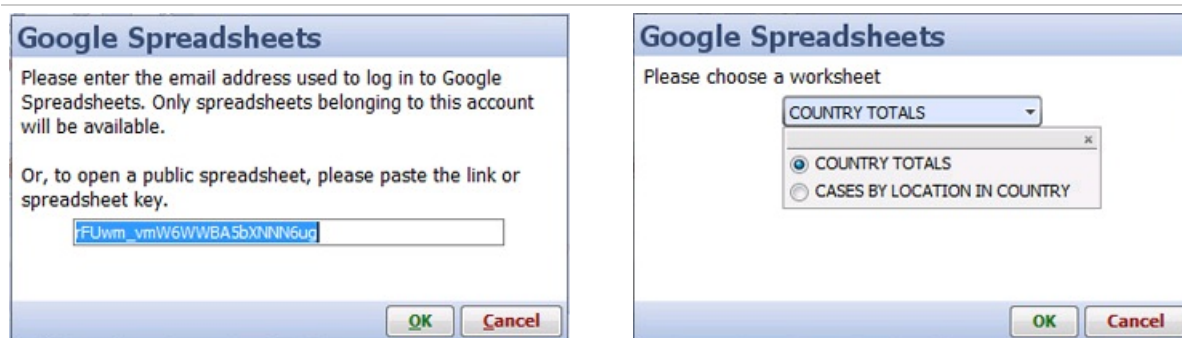 Google Spreadsheets
Please enter the email address used to log in to Google
Spreadsheets. Only spreadsheets belonging to this account
will be available.
Or, to open a public spreadsheet, please paste the link or
spreadsheet key.
rFUwm_vmW6WWBA5bXNNN6ug
OK Cancel
Google Spreadsheets
Please choose a worksheet
COUNTRY TOTALS
COUNTRY TOTALS
CASES BY LOCATION IN COUNTRY
OK Cancel